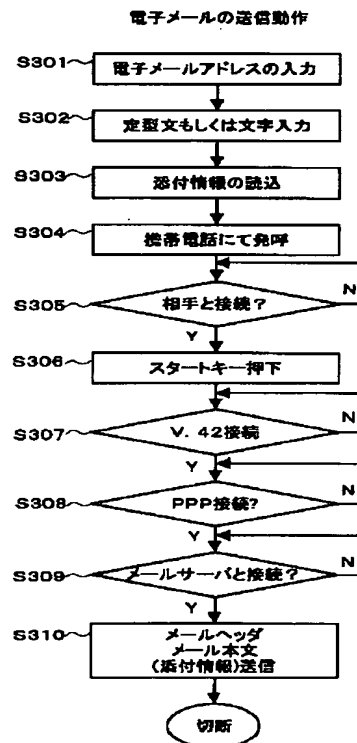 電子メールの送信動作
S301
電子メールアドレスの入力
S302
定型文もしくは文字入力
S303
添付情報の読込
S304
携帯電話にて発呼
S305
相手と接続?
N
Y
S306
スタートキー押下
S307
V. 42接続
N
Y
S308
PPP接続?
N
Y
S309
メールサーバと接続?
N
Y
S310
メールヘッダ
メール本文
(添付情報)送信
切断